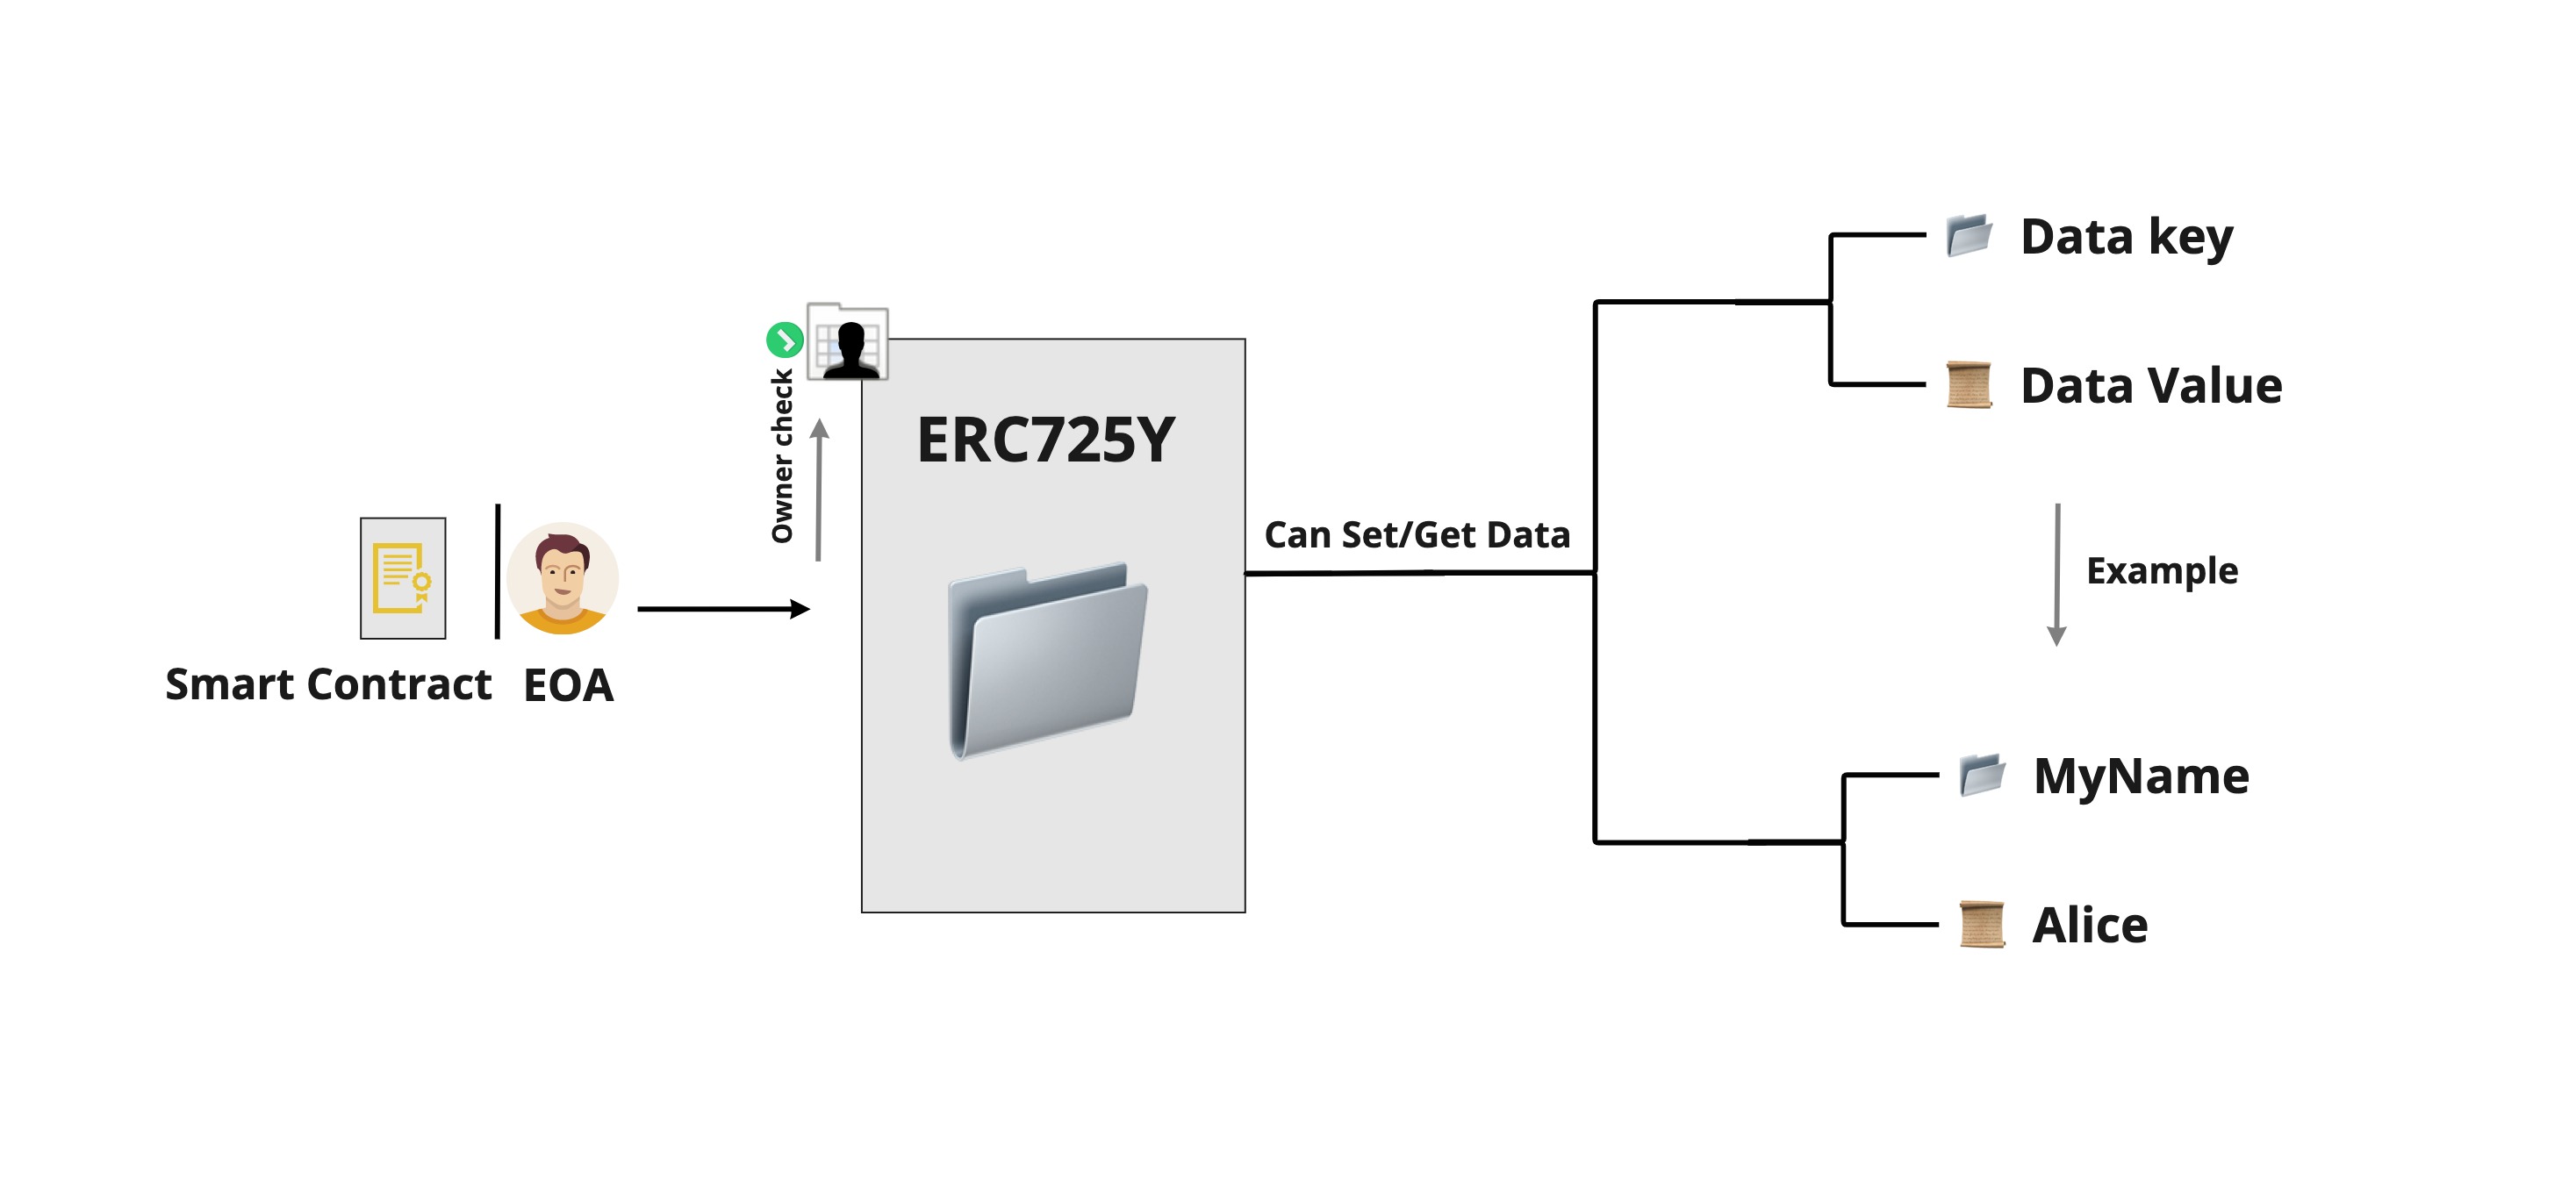 Smart Contract
EOA
Owner check
ERC725Y
Can Set/Get Data
Data key
Data Value
Example
MyName
Alice